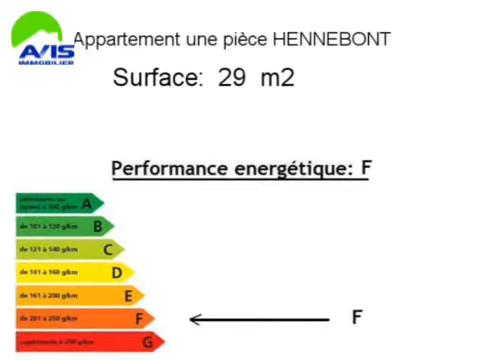 Appartement une pièce HENNEBONT
AVIS
IMMOBILIER
Surface: 29 m2
Performance energétique: F
A
de 101 à 120 g/km B
de 121 à 140 g/km C
de 141 à 160 g/km D
de 161 à 200 g/km E
de 201 à 250 g/km F
F
G